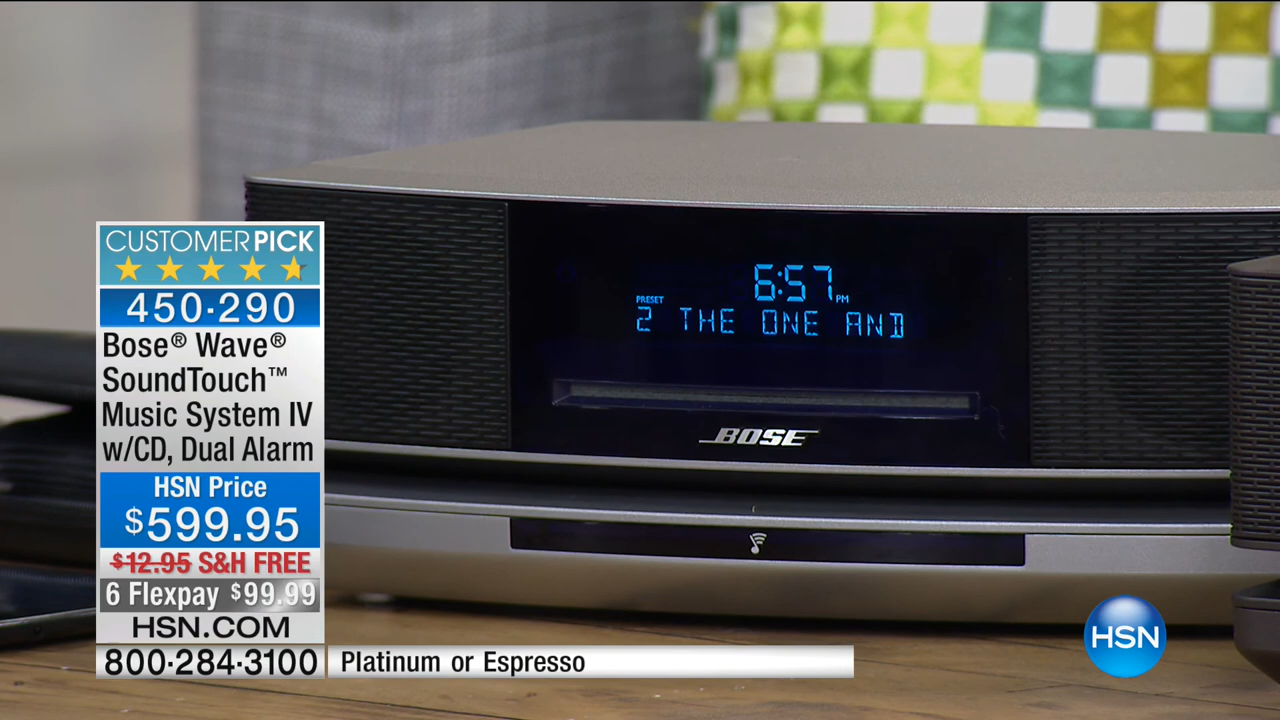 CUSTOMER PICK
450·290
Bose® Wave®
SoundTouch™
Music System IV
w/CD, Dual Alarm
HSN Price
$599.95
$12.95 S&H FREE
6 Flexpay $99.99
HSN.COM
800·284·3100
Platinum or Espresso
6:57 PM
PRESET
2 THE ONE AND
BOSE
HSN